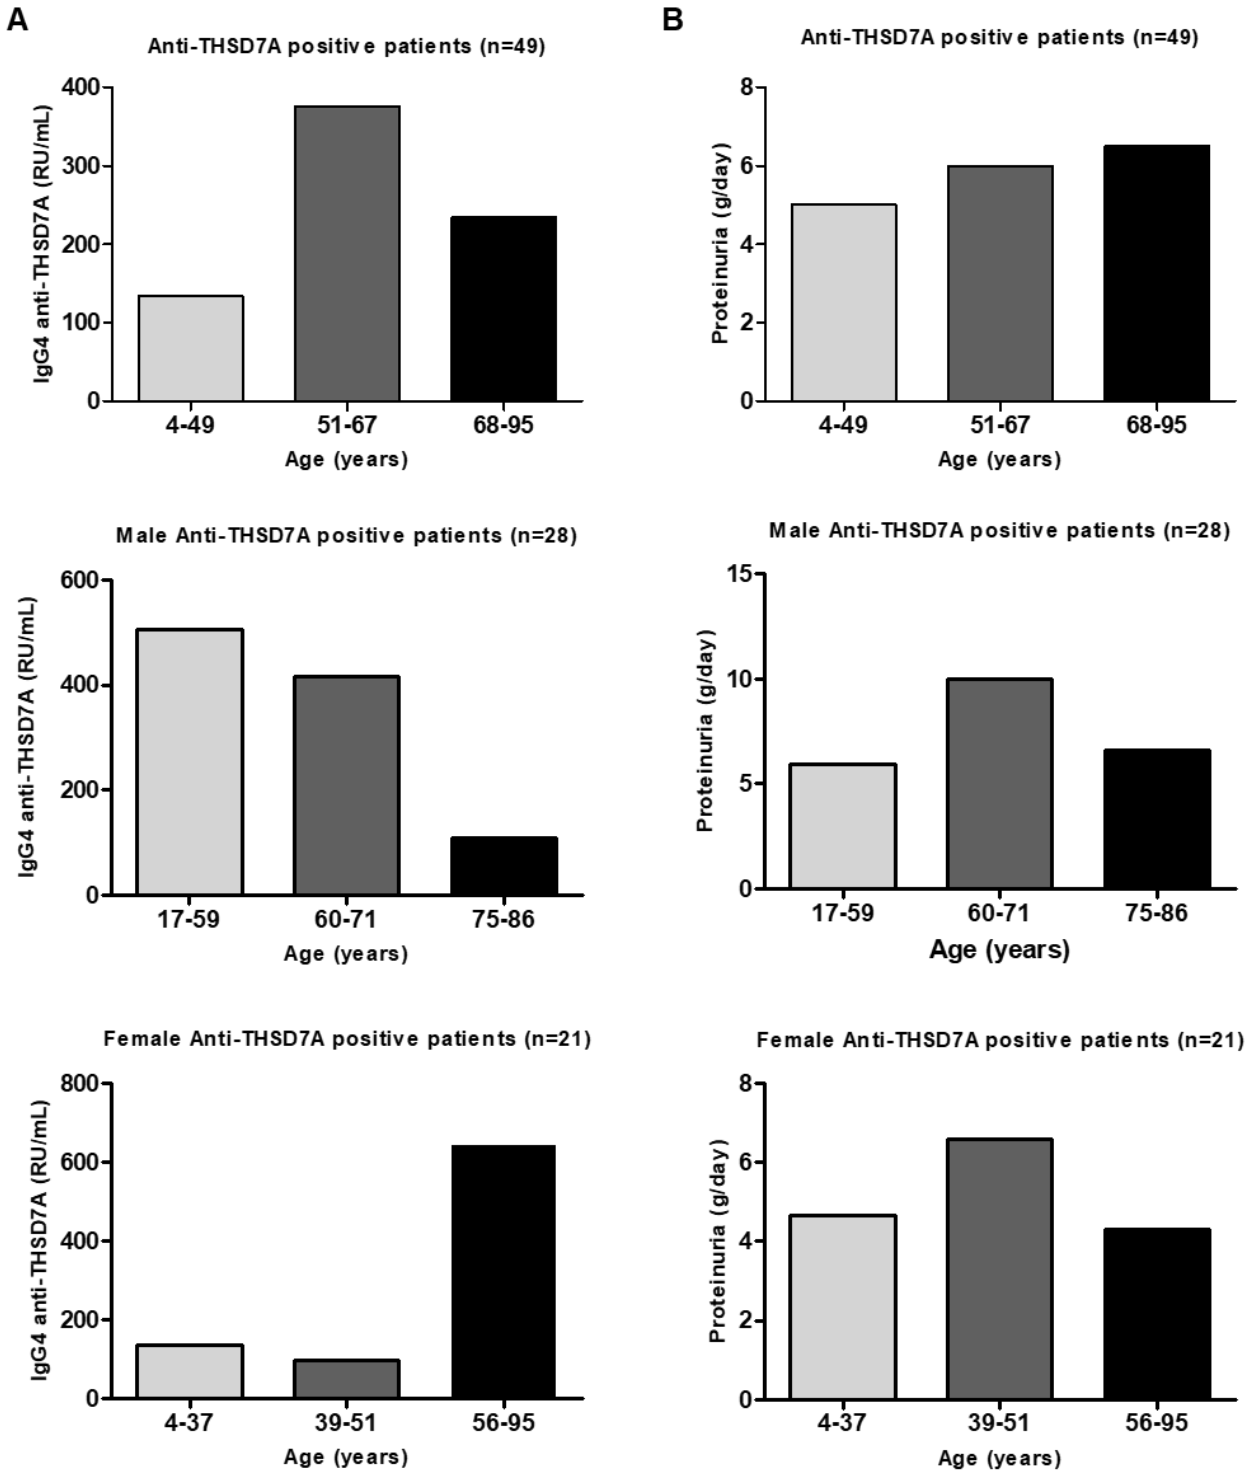 A
Anti-THSD7A positive patients (n=49)
IgG4 anti-THSD7A (RU/mL)
400
300
200
100
0
4-49 51-67 68-95
Age (years)
Male Anti-THSD7A positive patients (n=28)
IgG4 anti-THSD7A (RU/mL)
600
400
200
0
17-59 60-71 75-86
Age (years)
Female Anti-THSD7A positive patients (n=21)
IgG4 anti-THSD7A (RU/mL)
800
600
400
200
0
4-37 39-51 56-95
Age (years)
B
Anti-THSD7A positive patients (n=49)
Proteinuria (g/day)
8
6
4
2
0
4-49 51-67 68-95
Age (years)
Male Anti-THSD7A positive patients (n=28)
Proteinuria (g/day)
15
10
5
0
17-59 60-71 75-86
Age (years)
Female Anti-THSD7A positive patients (n=21)
Proteinuria (g/day)
8
6
4
2
0
4-37 39-51 56-95
Age (years)